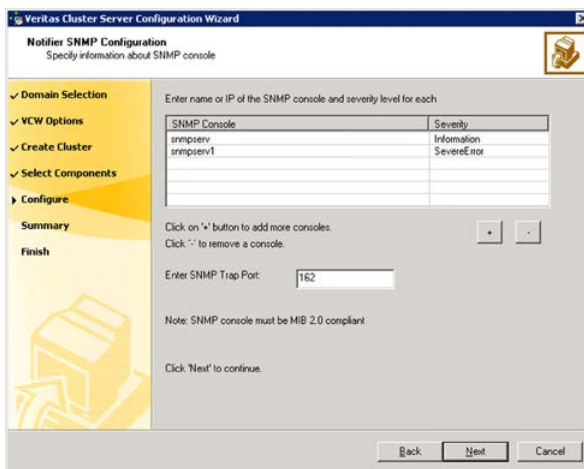 Veritas Cluster Server Configuration Wizard
Notifier SNMP Configuration
Specify information about SNMP console
Domain Selection
VCW Options
Create Cluster
Select Components
Configure
Summary
Finish
Enter name or IP of the SNMP console and severity level for each
SNMP Console Severity
snmpserv Information
snmpserv1 SevereError
Click on '+' button to add more consoles.
Click '-' to remove a console.
+ -
Enter SNMP Trap Port: 162
Note: SNMP console must be MIB 2.0 compliant
Click 'Next' to continue.
Back Next Cancel